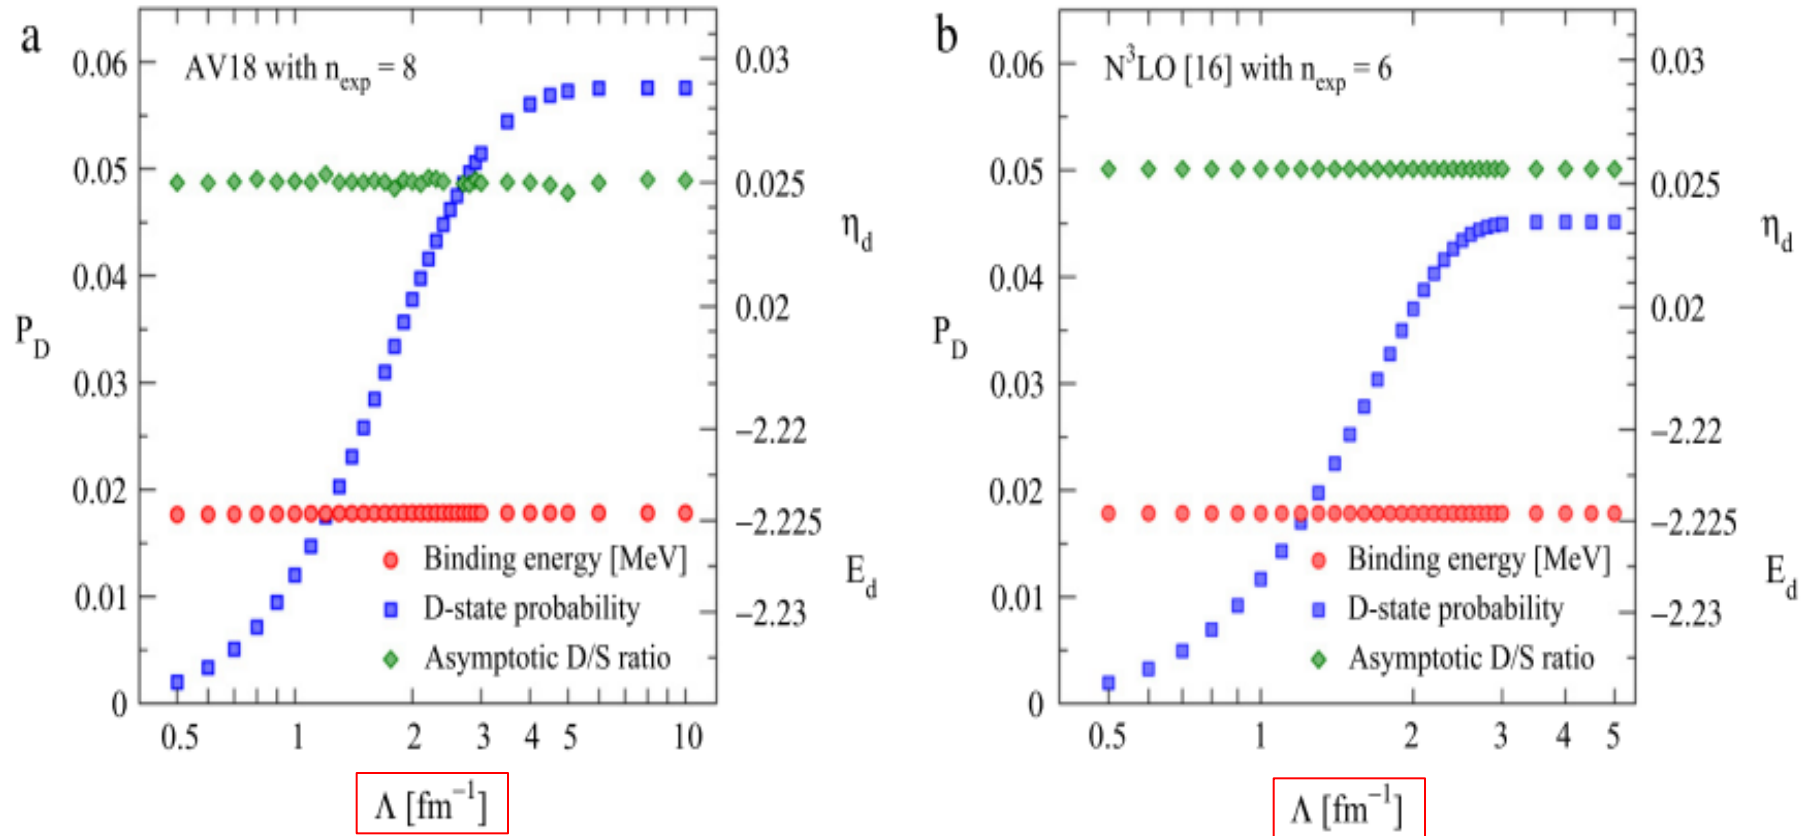 a
AV18 with n_exp = 8
0.06
0.05
0.04
0.03
0.02
0.01
0
P_D
0.03
0.025
0.02
−2.22
−2.225
−2.23
η_d
E_d
Binding energy [MeV]
D-state probability
Asymptotic D/S ratio
0.5 1 2 3 4 5 10
Λ [fm⁻¹]
b
N³LO [16] with n_exp = 6
0.06
0.05
0.04
0.03
0.02
0.01
0
P_D
0.03
0.025
0.02
−2.22
−2.225
−2.23
η_d
E_d
Binding energy [MeV]
D-state probability
Asymptotic D/S ratio
0.5 1 2 3 4 5
Λ [fm⁻¹]